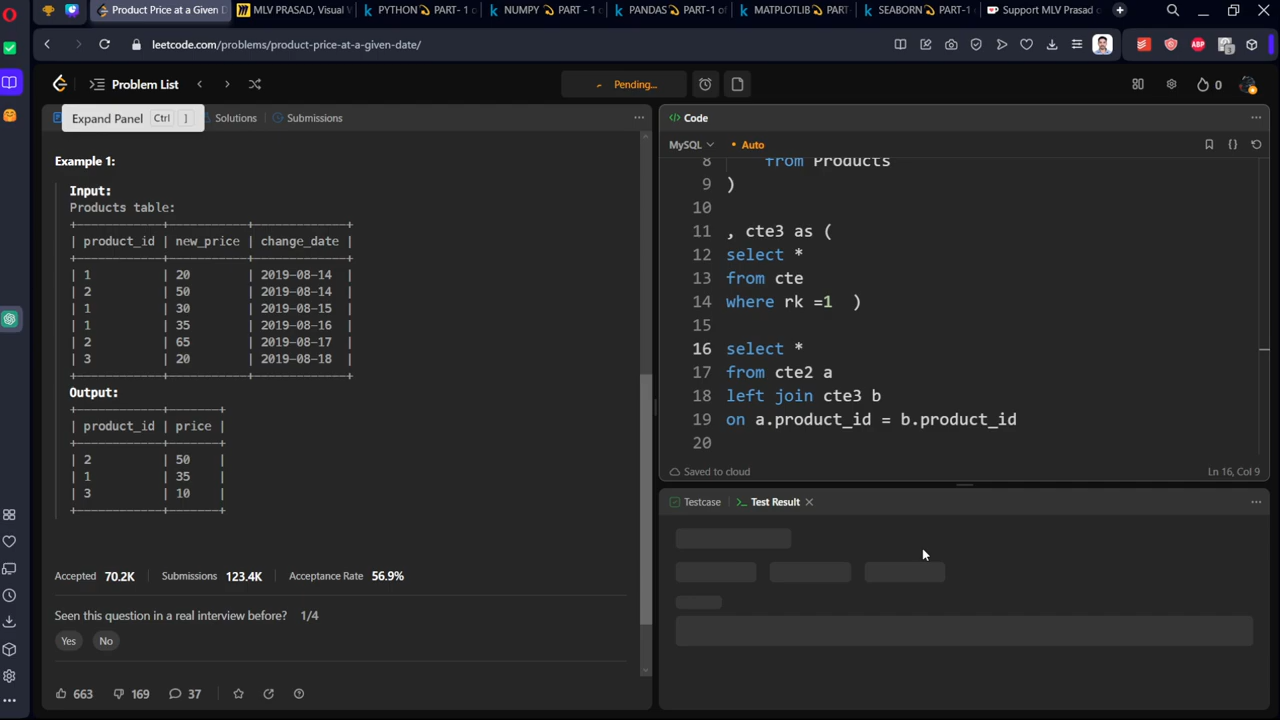 Product Price at a Given D
MLV PRASAD, Visual
PYTHON PART- 1
NUMPY PART - 1
PANDAS PART-1 of
MATPLOTLIB PART-
SEABORN PART-1
Support MLV Prasad
leetcode.com/problems/product-price-at-a-given-date/
Problem List
Pending...
0
Expand Panel Ctrl ]
Solutions
Submissions
Example 1:
Input:
Products table:
+------------+-----------+-------------+
| product_id | new_price | change_date |
+------------+-----------+-------------+
| 1 | 20 | 2019-08-14 |
| 2 | 50 | 2019-08-14 |
| 1 | 30 | 2019-08-15 |
| 1 | 35 | 2019-08-16 |
| 2 | 65 | 2019-08-17 |
| 3 | 20 | 2019-08-18 |
+------------+-----------+-------------+
Output:
+------------+-------+
| product_id | price |
+------------+-------+
| 2 | 50 |
| 1 | 35 |
| 3 | 10 |
+------------+-------+
Accepted 70.2K Submissions 123.4K Acceptance Rate 56.9%
Seen this question in a real interview before? 1/4
Yes No
663 169 37
</> Code
MySQL Auto
8 from Products
9 )
10
11 , cte3 as (
12 select *
13 from cte
14 where rk =1 )
15
16 select *
17 from cte2 a
18 left join cte3 b
19 on a.product_id = b.product_id
20
Saved to cloud
Ln 16, Col 9
Testcase
>_ Test Result